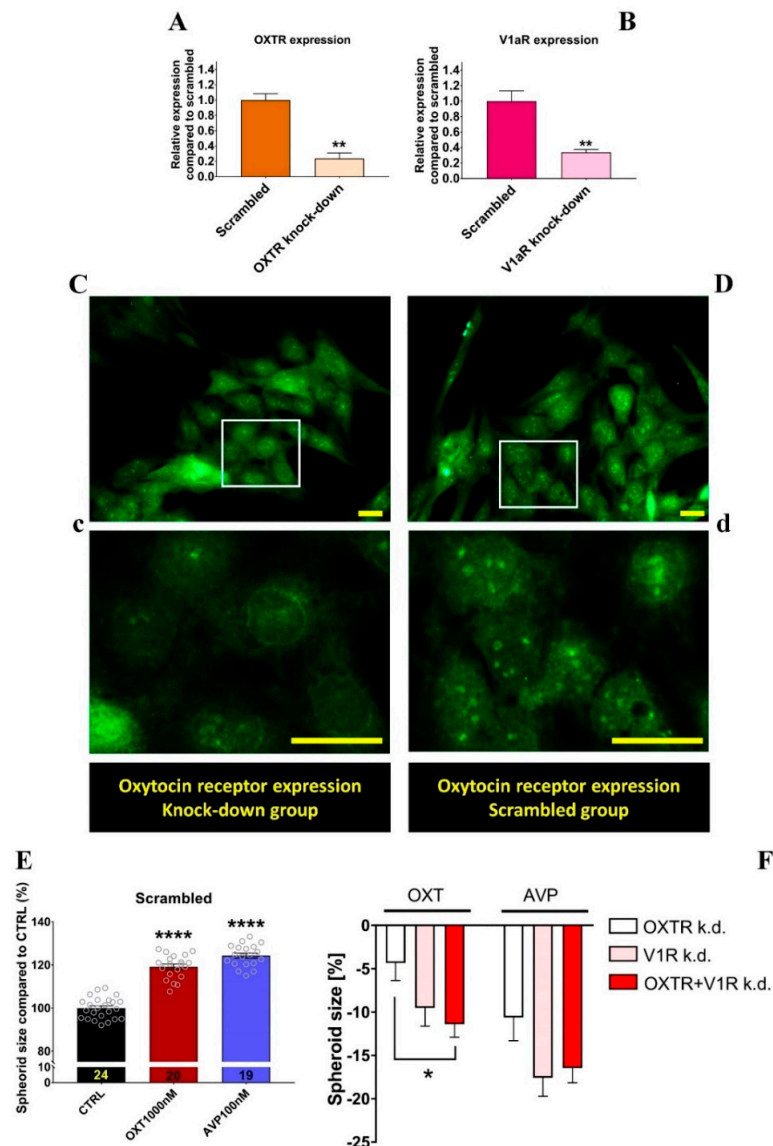 A
OXTR expression
Relative expression
compared to scrambled
1.4
1.2
1.0
0.8
0.6
0.4
0.2
0.0
**
Scrambled
OXTR knock-down
B
V1aR expression
Relative expression
compared to scrambled
1.4
1.2
1.0
0.8
0.6
0.4
0.2
0.0
**
Scrambled
V1aR knock-down
C
D
c
d
Oxytocin receptor expression
Knock-down group
Oxytocin receptor expression
Scrambled group
E
Scrambled
Spheorid size compared to CTRL (%)
140
120
100
80
10
0
****
****
24
20
19
CTRL
OXT1000nM
AVP100nM
F
OXT
AVP
Spheroid size [%]
0
-5
-10
-15
-20
-25
*
OXTR k.d.
V1R k.d.
OXTR+V1R k.d.